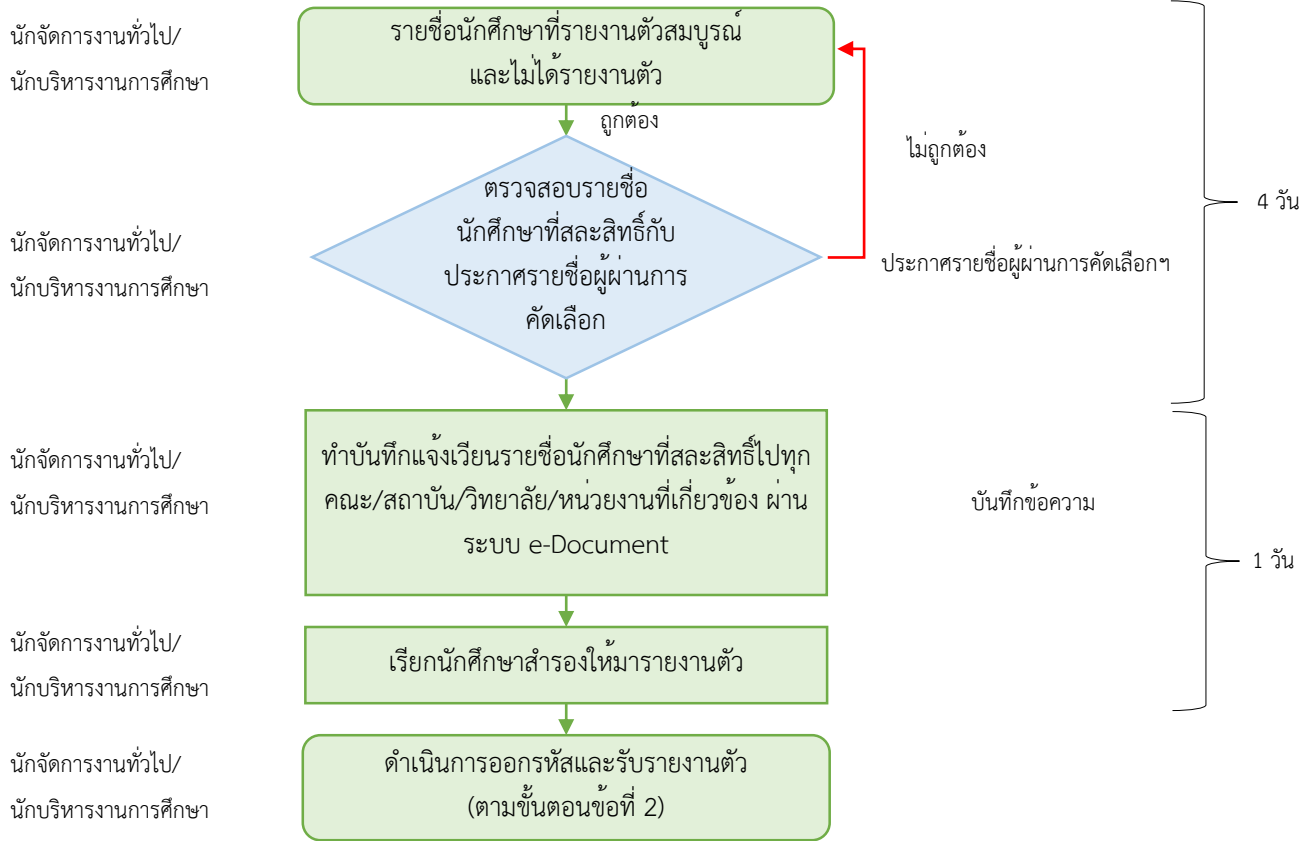 นักจัดการงานทั่วไป/
นักบริหารงานการศึกษา
รายชื่อนักศึกษาที่รายงานตัวสมบูรณ์
และไม่ได้รายงานตัว
ถูกต้อง
ไม่ถูกต้อง
4 วัน
นักจัดการงานทั่วไป/
นักบริหารงานการศึกษา
ตรวจสอบรายชื่อ
นักศึกษาที่สละสิทธิ์กับ
ประกาศรายชื่อผู้ผ่านการ
คัดเลือก
ประกาศรายชื่อผู้ผ่านการคัดเลือกฯ
นักจัดการงานทั่วไป/
นักบริหารงานการศึกษา
ทำบันทึกแจ้งเวียนรายชื่อนักศึกษาที่สละสิทธิ์ไปทุก
คณะ/สถาบัน/วิทยาลัย/หน่วยงานที่เกี่ยวข้อง ผ่าน
ระบบ e-Document
บันทึกข้อความ
1 วัน
นักจัดการงานทั่วไป/
นักบริหารงานการศึกษา
เรียกนักศึกษาสำรองให้มารายงานตัว
นักจัดการงานทั่วไป/
นักบริหารงานการศึกษา
ดำเนินการออกรหัสและรับรายงานตัว
(ตามขั้นตอนข้อที่ 2)